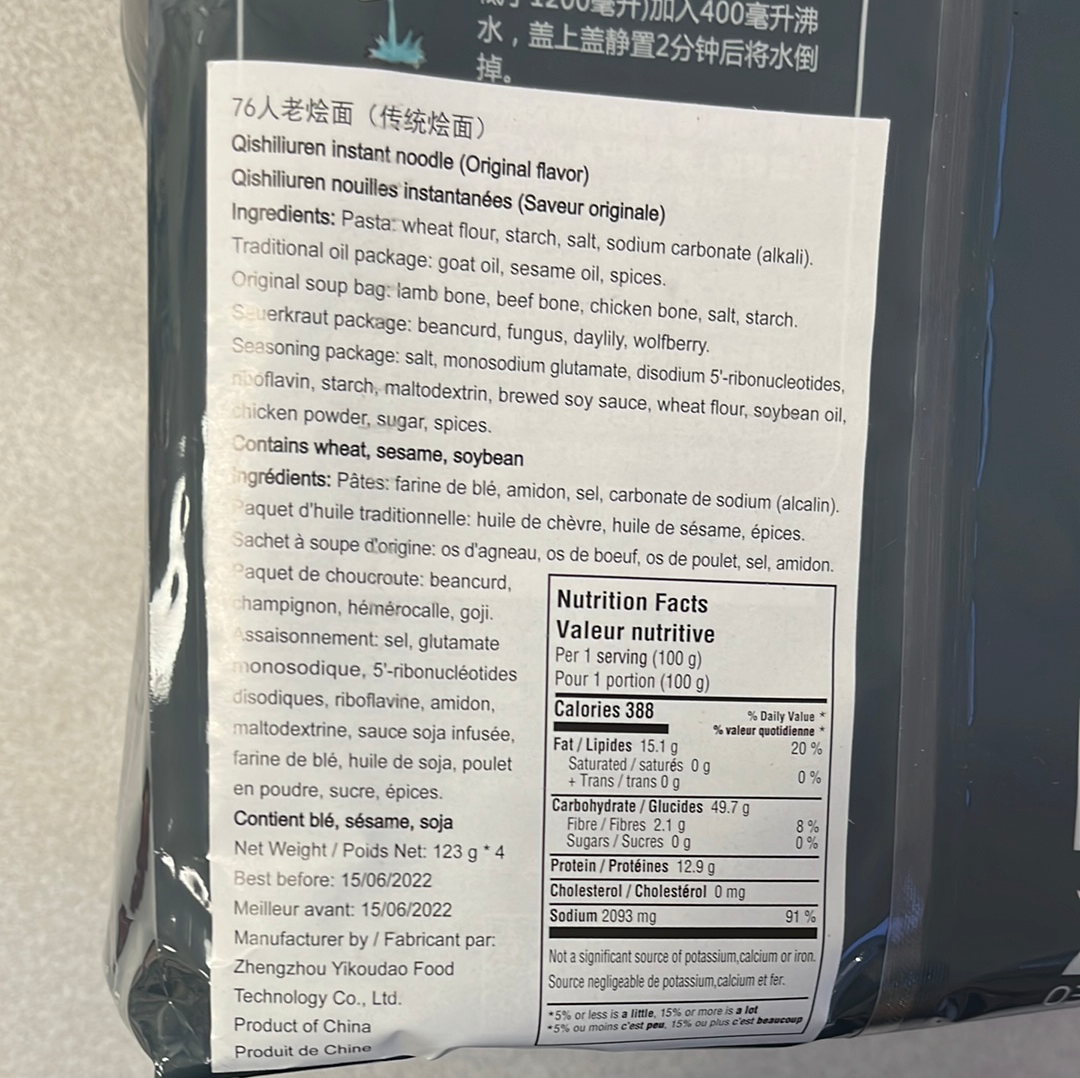 1200毫升)加入400毫升沸
水，盖上盖静置2分钟后将水倒
掉。
76人老烩面（传统烩面）
Qishiliuren instant noodle (Original flavor)
Qishiliuren nouilles instantanées (Saveur originale)
Ingredients: Pasta: wheat flour, starch, salt, sodium carbonate (alkali).
Traditional oil package: goat oil, sesame oil, spices.
Original soup bag: lamb bone, beef bone, chicken bone, salt, starch.
Sauerkraut package: beancurd, fungus, daylily, wolfberry.
Seasoning package: salt, monosodium glutamate, disodium 5'-ribonucleotides,
riboflavin, starch, maltodextrin, brewed soy sauce, wheat flour, soybean oil,
chicken powder, sugar, spices.
Contains wheat, sesame, soybean
Ingrédients: Pâtes: farine de blé, amidon, sel, carbonate de sodium (alcalin).
Paquet d'huile traditionnelle: huile de chèvre, huile de sésame, épices.
Sachet à soupe d'origine: os d'agneau, os de boeuf, os de poulet, sel, amidon.
Paquet de choucroute: beancurd,
champignon, hémérocalle, goji.
Assaisonnement: sel, glutamate
monosodique, 5'-ribonucléotides
disodiques, riboflavine, amidon,
maltodextrine, sauce soja infusée,
farine de blé, huile de soja, poulet
en poudre, sucre, épices.
Contient blé, sésame, soja
Net Weight / Poids Net: 123 g * 4
Best before: 15/06/2022
Meilleur avant: 15/06/2022
Manufacturer by / Fabricant par:
Zhengzhou Yikoudao Food
Technology Co., Ltd.
Product of China
Produit de Chine
Nutrition Facts
Valeur nutritive
Per 1 serving (100 g)
Pour 1 portion (100 g)
Calories 388
% Daily Value *
% valeur quotidienne *
Fat / Lipides 15.1 g 20 %
Saturated / saturés 0 g
+ Trans / trans 0 g 0 %
Carbohydrate / Glucides 49.7 g
Fibre / Fibres 2.1 g 8 %
Sugars / Sucres 0 g 0 %
Protein / Protéines 12.9 g
Cholesterol / Cholestérol 0 mg
Sodium 2093 mg 91 %
Not a significant source of potassium,calcium or iron.
Source negligeable de potassium,calcium et fer.
*5% or less is a little, 15% or more is a lot
*5% ou moins c'est peu, 15% ou plus c'est beaucoup